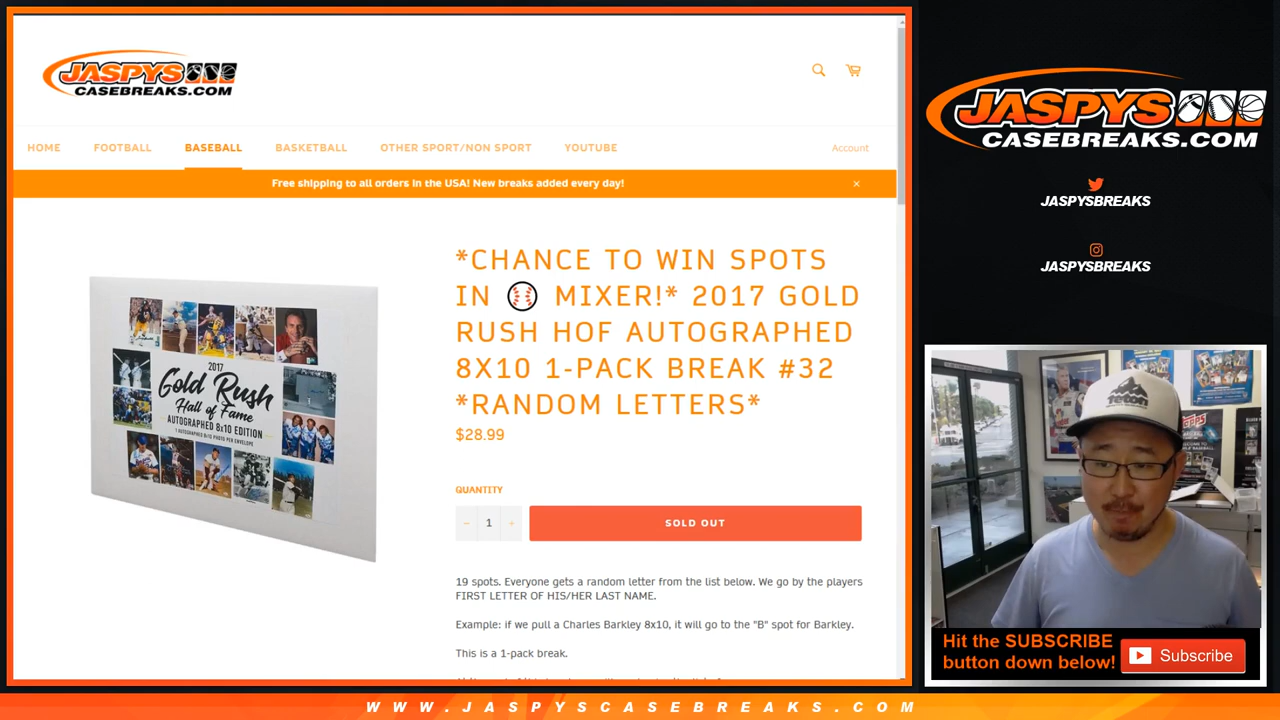 JASPYS
CASEBREAKS.COM
HOME FOOTBALL BASEBALL BASKETBALL OTHER SPORT/NON SPORT YOUTUBE Account
Free shipping to all orders in the USA! New breaks added every day! ×
*CHANCE TO WIN SPOTS
IN ⚾ MIXER!* 2017 GOLD
RUSH HOF AUTOGRAPHED
8X10 1-PACK BREAK #32
*RANDOM LETTERS*
$28.99
QUANTITY
− 1 +
SOLD OUT
19 spots. Everyone gets a random letter from the list below. We go by the players
FIRST LETTER OF HIS/HER LAST NAME.
Example: if we pull a Charles Barkley 8x10, it will go to the "B" spot for Barkley.
This is a 1-pack break.
2017
Gold Rush
Hall of Fame
AUTOGRAPHED 8x10 EDITION
1 AUTOGRAPHED 8x10 PHOTO PER ENVELOPE
JASPYS
CASEBREAKS.COM
JASPYSBREAKS
JASPYSBREAKS
Hit the SUBSCRIBE
button down below!
Subscribe
WWW.JASPYSCASEBREAKS.COM